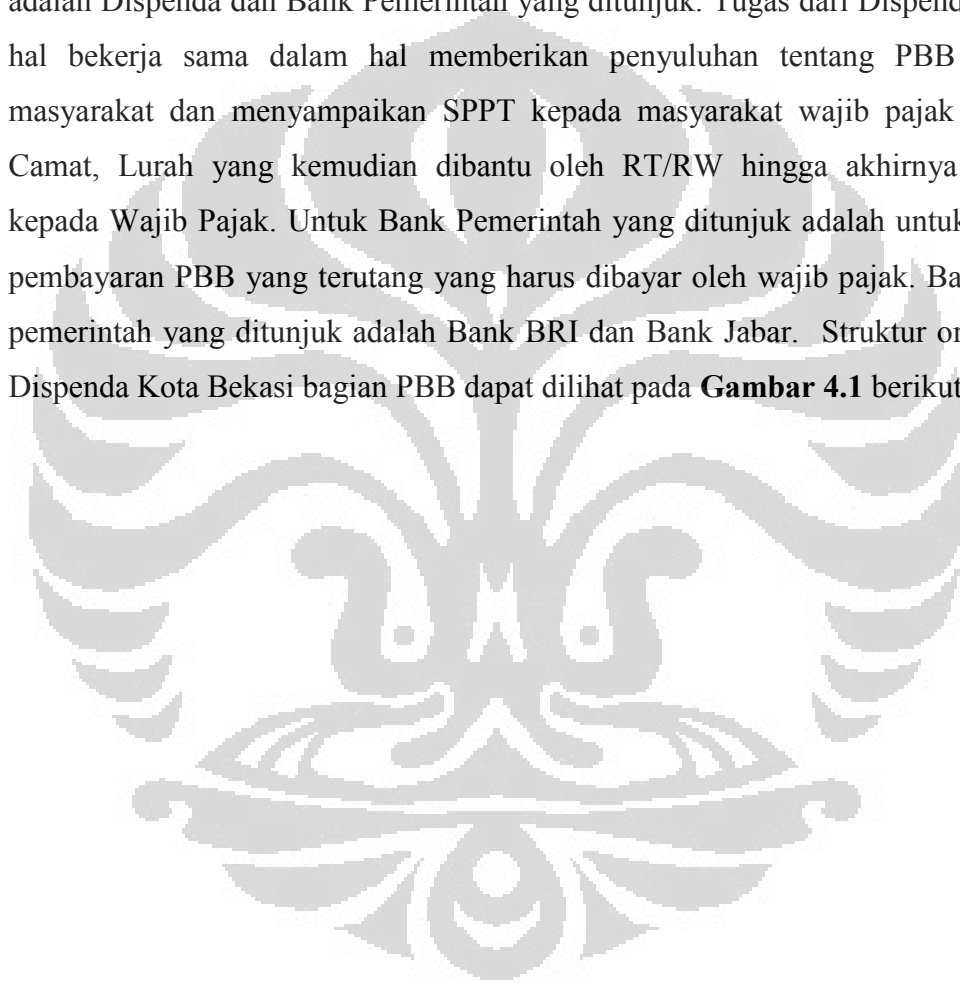 adalah Dispenda dan Bank Pemerintah yang ditunjuk. Tugas dari Dispend
hal bekerja sama dalam hal memberikan penyuluhan tentang PBB
masyarakat dan menyampaikan SPPT kepada masyarakat wajib pajak
Camat, Lurah yang kemudian dibantu oleh RT/RW hingga akhirnya
kepada Wajib Pajak. Untuk Bank Pemerintah yang ditunjuk adalah untuk
pembayaran PBB yang terutang yang harus dibayar oleh wajib pajak. Ba
pemerintah yang ditunjuk adalah Bank BRI dan Bank Jabar. Struktur or
Dispenda Kota Bekasi bagian PBB dapat dilihat pada Gambar 4.1 berikut